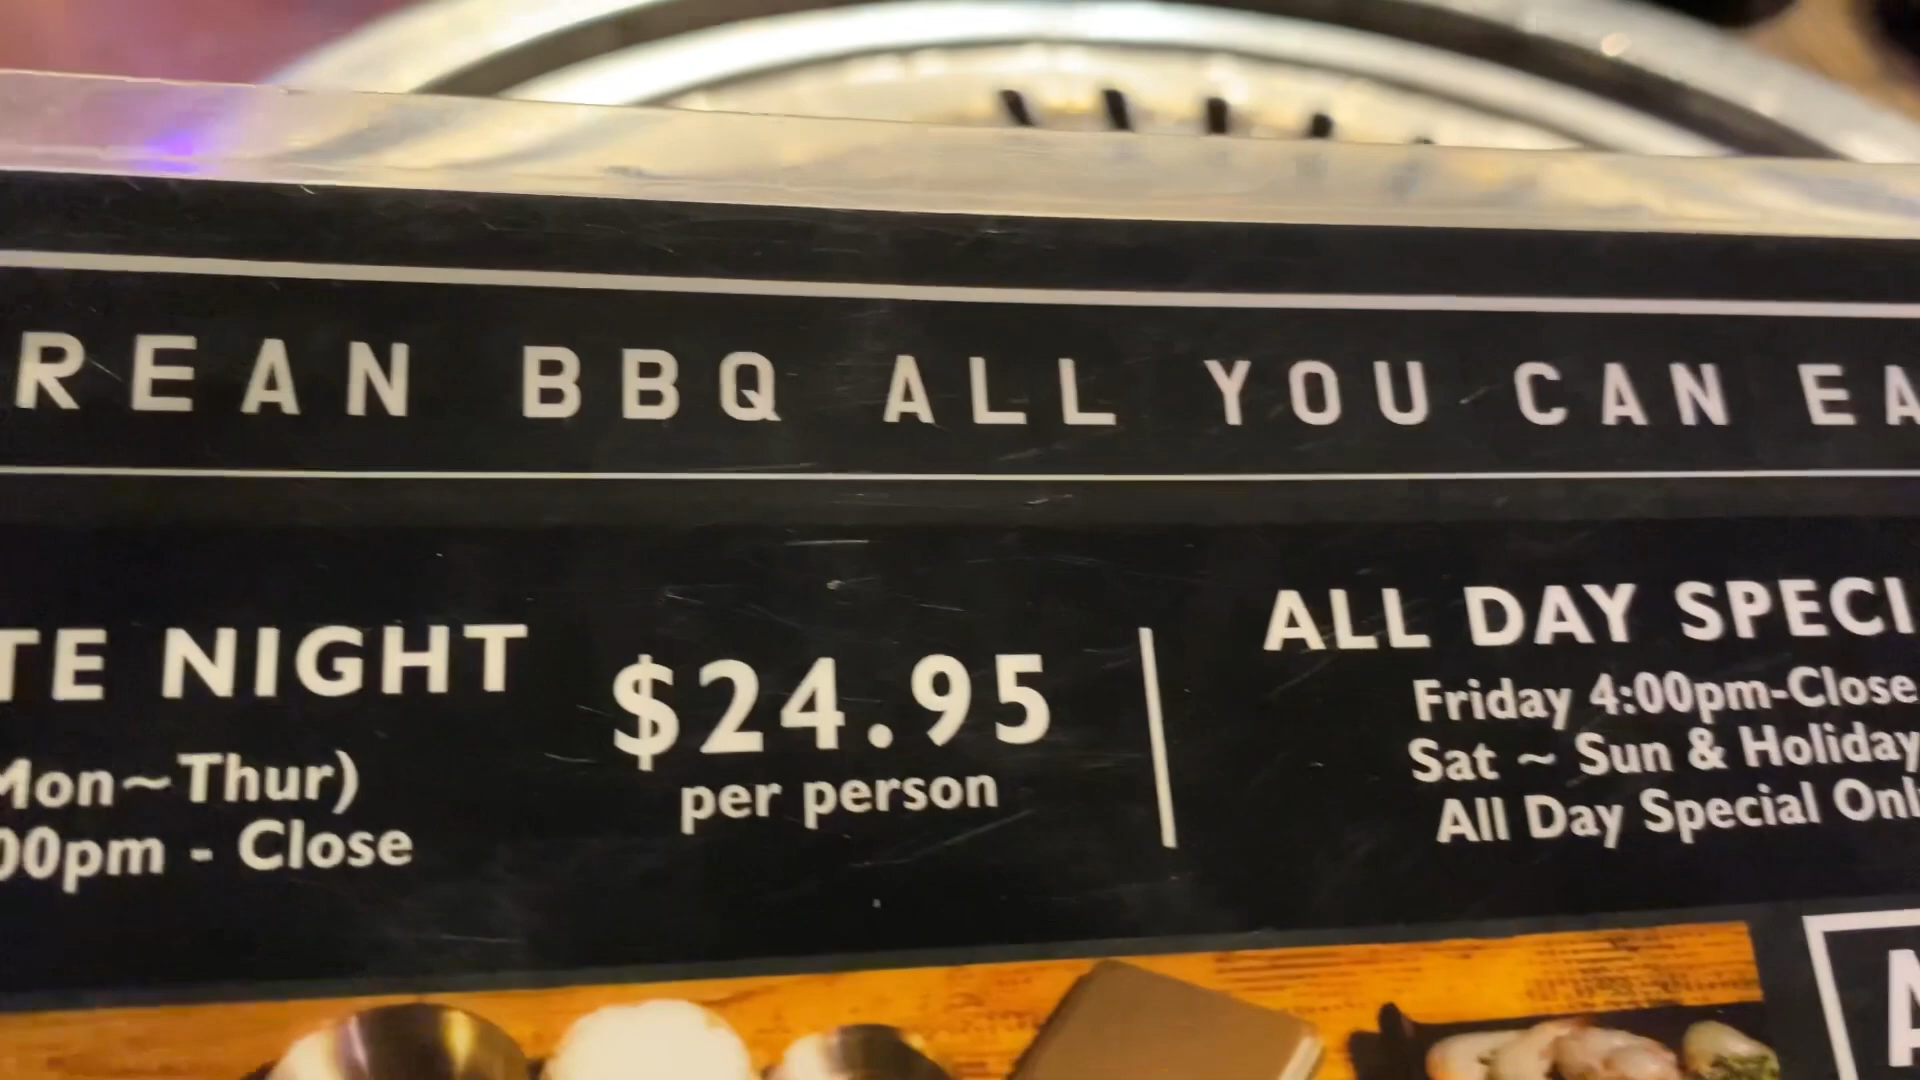 REAN BBQ ALL YOU CAN EA
TE NIGHT
Mon~Thur)
00pm - Close
$24.95
per person
ALL DAY SPECI
Friday 4:00pm-Close
Sat ~ Sun & Holiday
All Day Special Onl